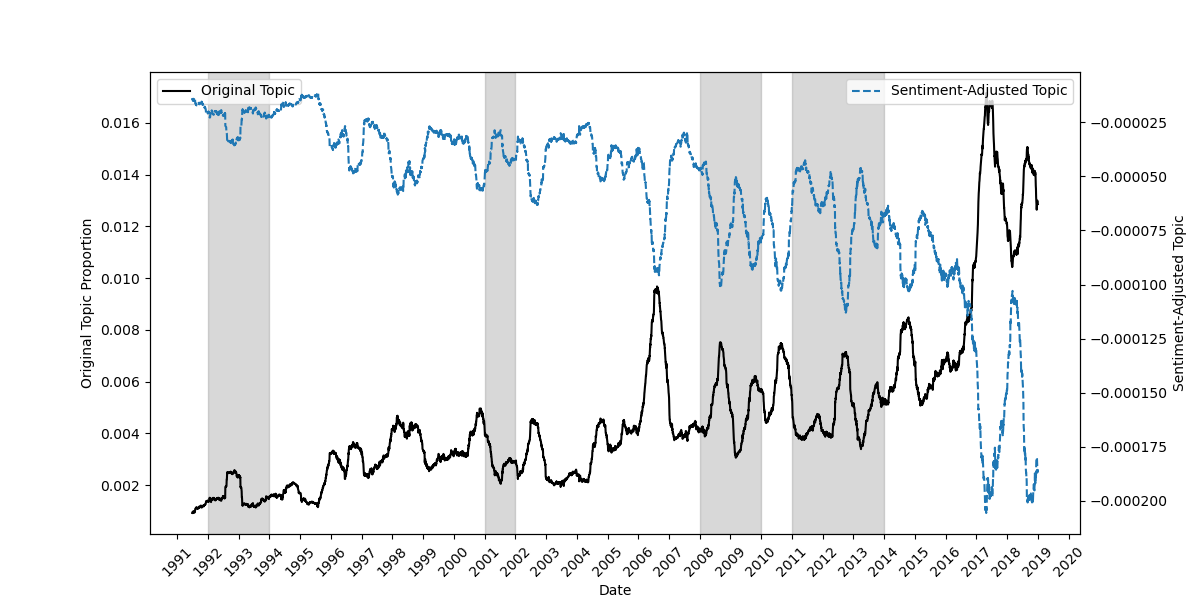 Original Topic
Sentiment-Adjusted Topic
0.016
0.014
0.012
0.010
0.008
0.006
0.004
0.002
Original Topic Proportion
−0.000025
−0.000050
−0.000075
−0.000100
−0.000125
−0.000150
−0.000175
−0.000200
Sentiment-Adjusted Topic
1991 1992 1993 1994 1995 1996 1997 1998 1999 2000 2001 2002 2003 2004 2005 2006 2007 2008 2009 2010 2011 2012 2013 2014 2015 2016 2017 2018 2019 2020
Date